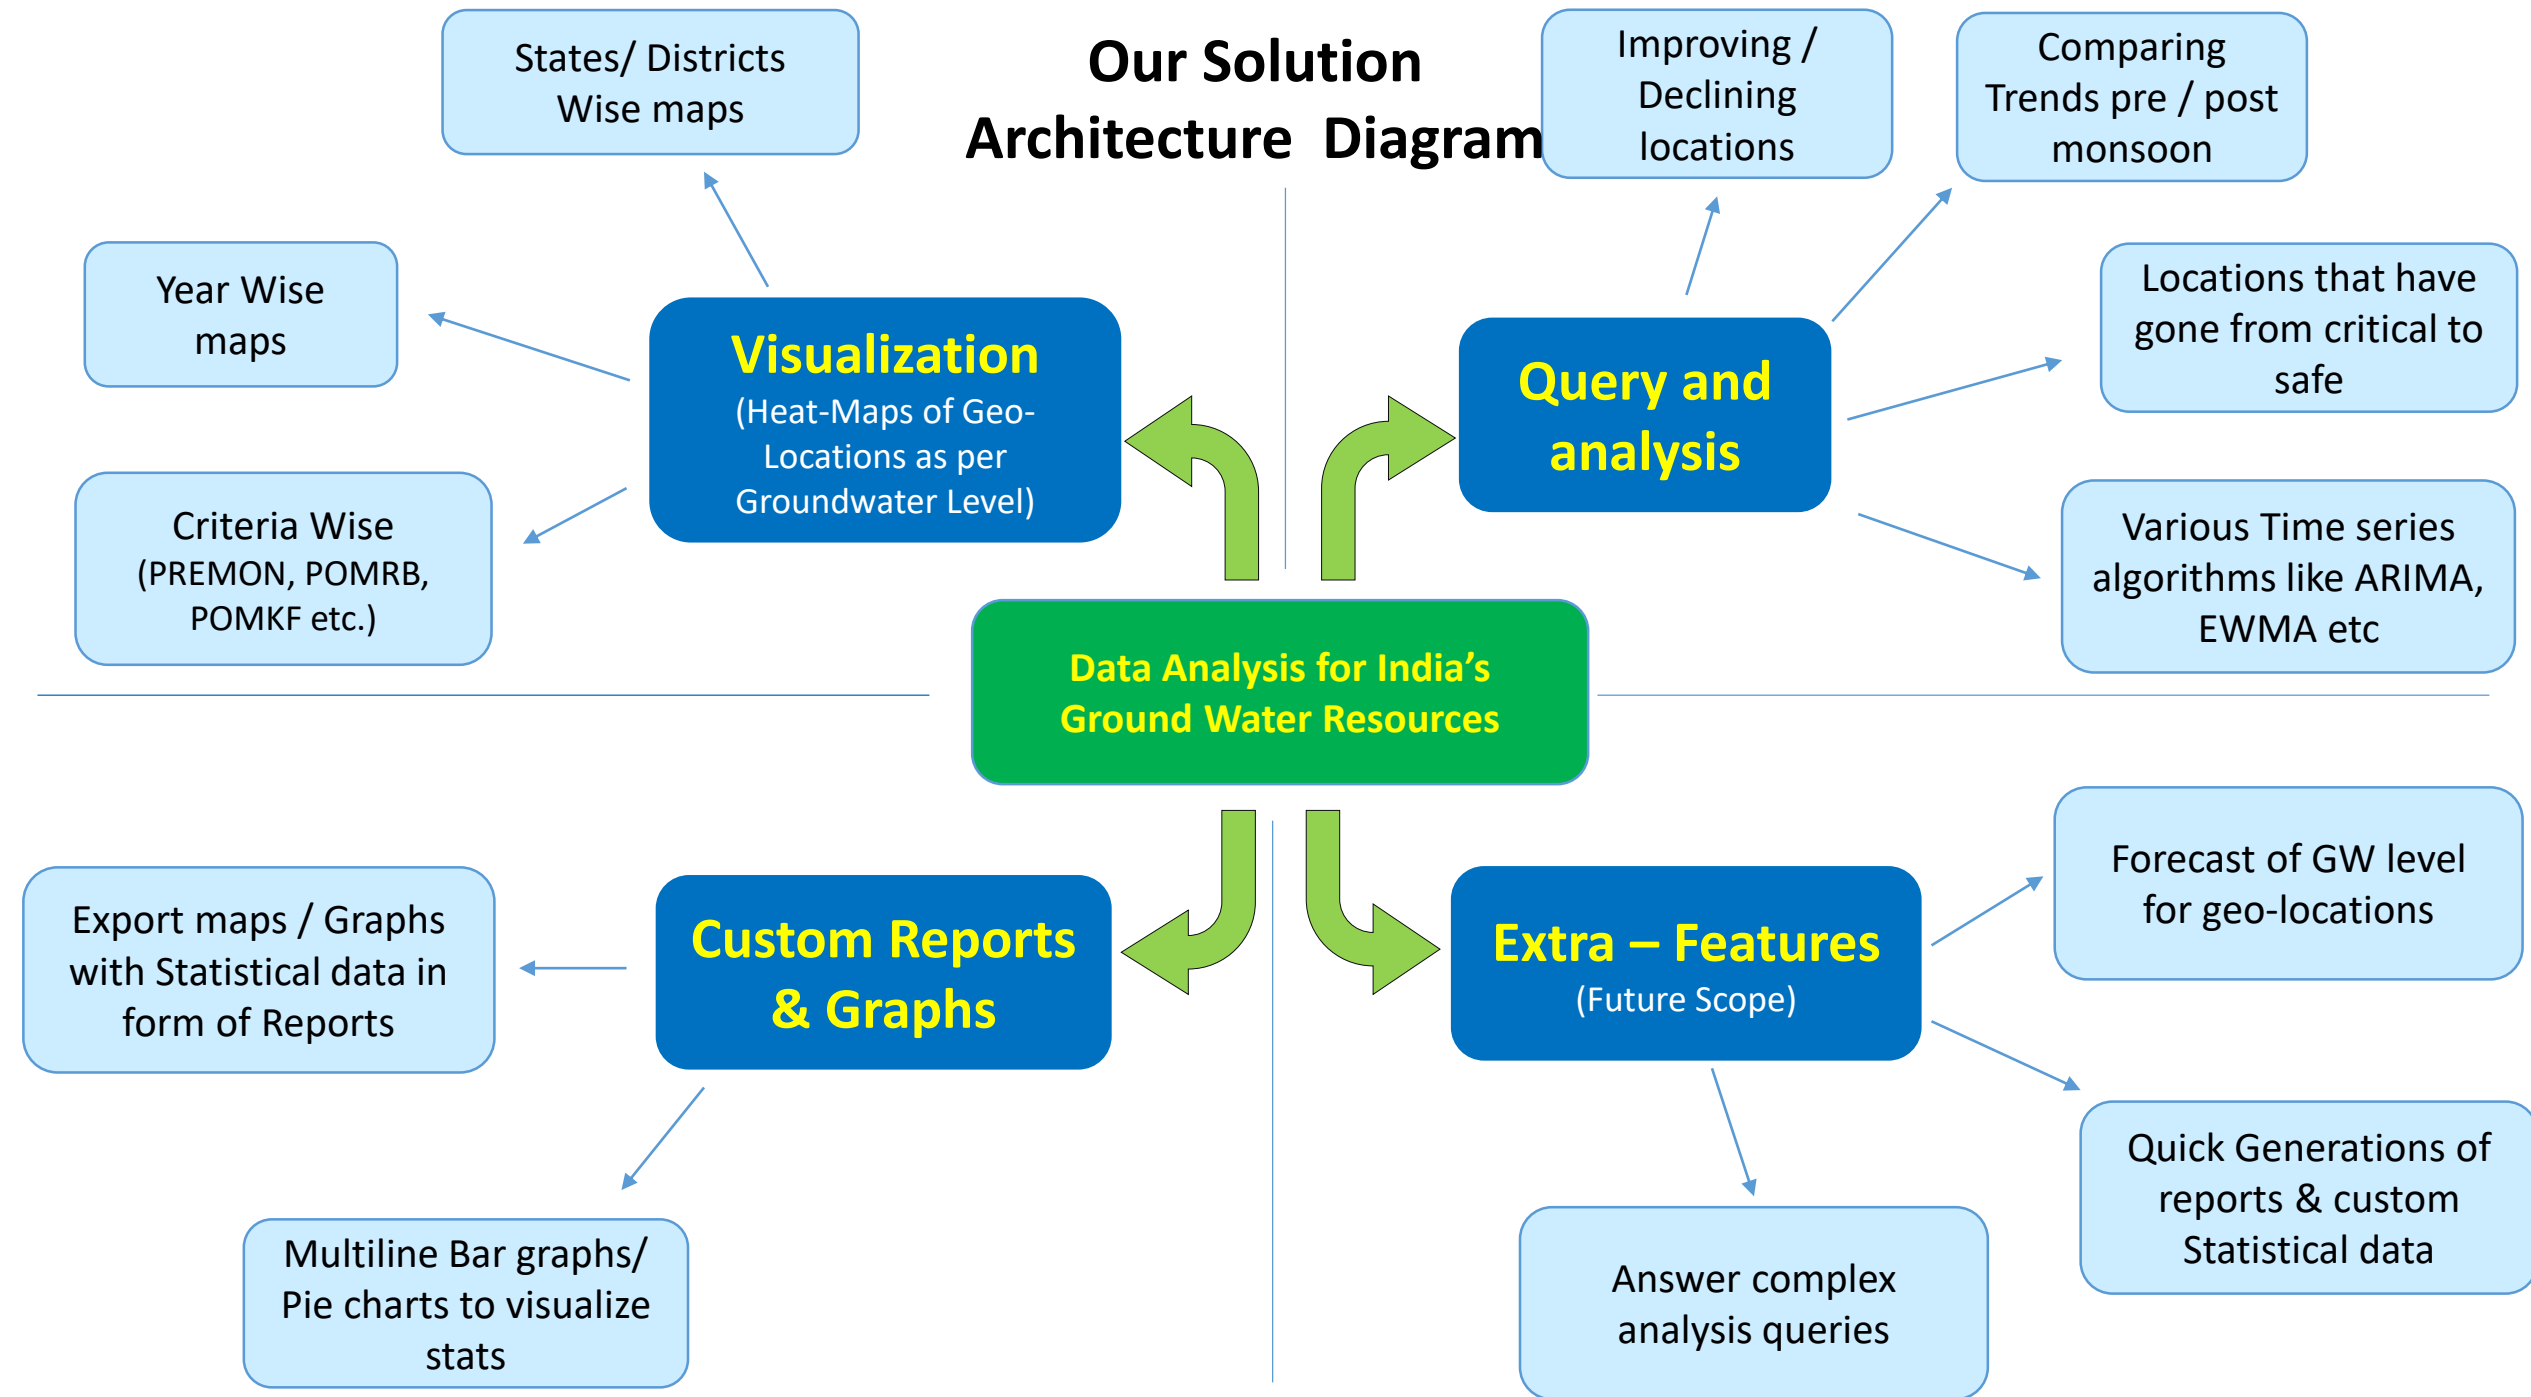 Our Solution
Architecture  Diagram
States/ Districts
Wise maps
Year Wise
maps
Criteria Wise
(PREMON, POMRB,
POMKF etc.)
Visualization
(Heat-Maps of Geo-
Locations as per
Groundwater Level)
Improving /
Declining
locations
Comparing
Trends pre / post
monsoon
Locations that have
gone from critical to
safe
Various Time series
algorithms like ARIMA,
EWMA etc
Query and
analysis
Data Analysis for India’s
Ground Water Resources
Custom Reports
& Graphs
Export maps / Graphs
with Statistical data in
form of Reports
Multiline Bar graphs/
Pie charts to visualize
stats
Extra – Features
(Future Scope)
Forecast of GW level
for geo-locations
Quick Generations of
reports & custom
Statistical data
Answer complex
analysis queries